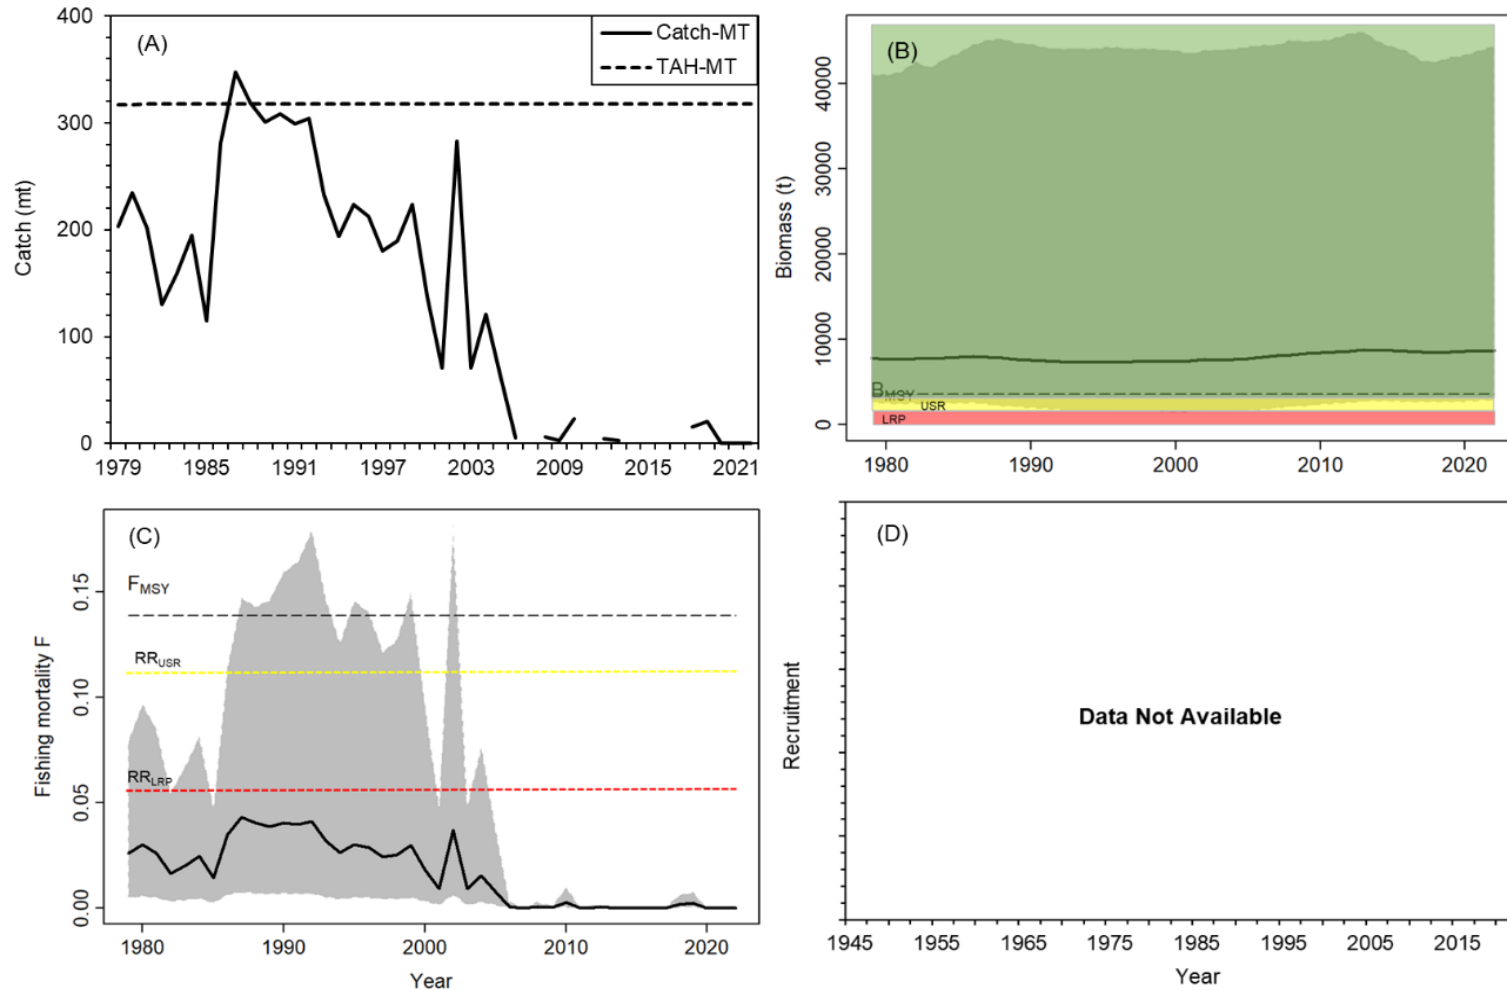 (A)
Catch-MT
TAH-MT
400
300
200
100
0
Catch (mt)
1979 1985 1991 1997 2003 2009 2015 2021
(B)
40000
30000
20000
10000
0
Biomass (t)
BMSY
USR
LRP
1980 1990 2000 2010 2020
(C)
FMSY
RRUSR
RRLRP
0.15
0.10
0.05
0.00
Fishing mortality F
1980 1990 2000 2010 2020
Year
(D)
Recruitment
Data Not Available
1945 1955 1965 1975 1985 1995 2005 2015
Year